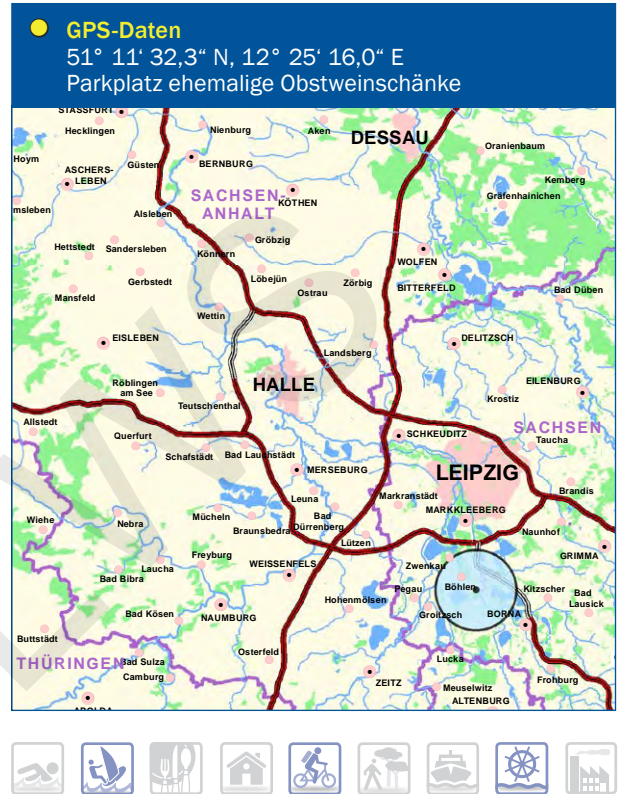 GPS-Daten
51° 11‘ 32,3“ N, 12° 25‘ 16,0“ E
Parkplatz ehemalige Obstweinschänke
STASSFURT
Hecklingen
Nienburg
Aken
DESSAU
Oranienbaum
Hoym
ASCHERS-
LEBEN
Güsten
BERNBURG
Kemberg
Gräfenhainichen
SACHSEN-
ANHALT
KÖTHEN
msleben
Alsleben
Hettstedt
Sandersleben
Könnern
Gröbzig
WOLFEN
BITTERFELD
Gerbstedt
Löbejün
Ostrau
Zörbig
Bad Düben
Mansfeld
Wettin
EISLEBEN
Landsberg
DELITZSCH
Röblingen
am See
HALLE
EILENBURG
Krostiz
Teutschenthal
Allstedt
Querfurt
SCHKEUDITZ
SACHSEN
Taucha
Schafstädt
Bad Lauchstädt
MERSEBURG
LEIPZIG
Leuna
Markranstädt
Brandis
Wiehe
Nebra
Mücheln
Braunsbedra
Bad
Dürrenberg
MARKKLEEBERG
Lützen
Naunhof
GRIMMA
Freyburg
Laucha
Bad Bibra
WEISSENFELS
Zwenkau
Böhlen
Pegau
Kitzscher
Bad
Lausick
Hohenmölsen
Bad Kösen
NAUMBURG
Groitzsch
BORNA
Buttstädt
THÜRINGEN
Bad Sulza
Camburg
Osterfeld
Lucka
ZEITZ
Meuselwitz
Frohburg
ALTENBURG
APOLDA
LWS